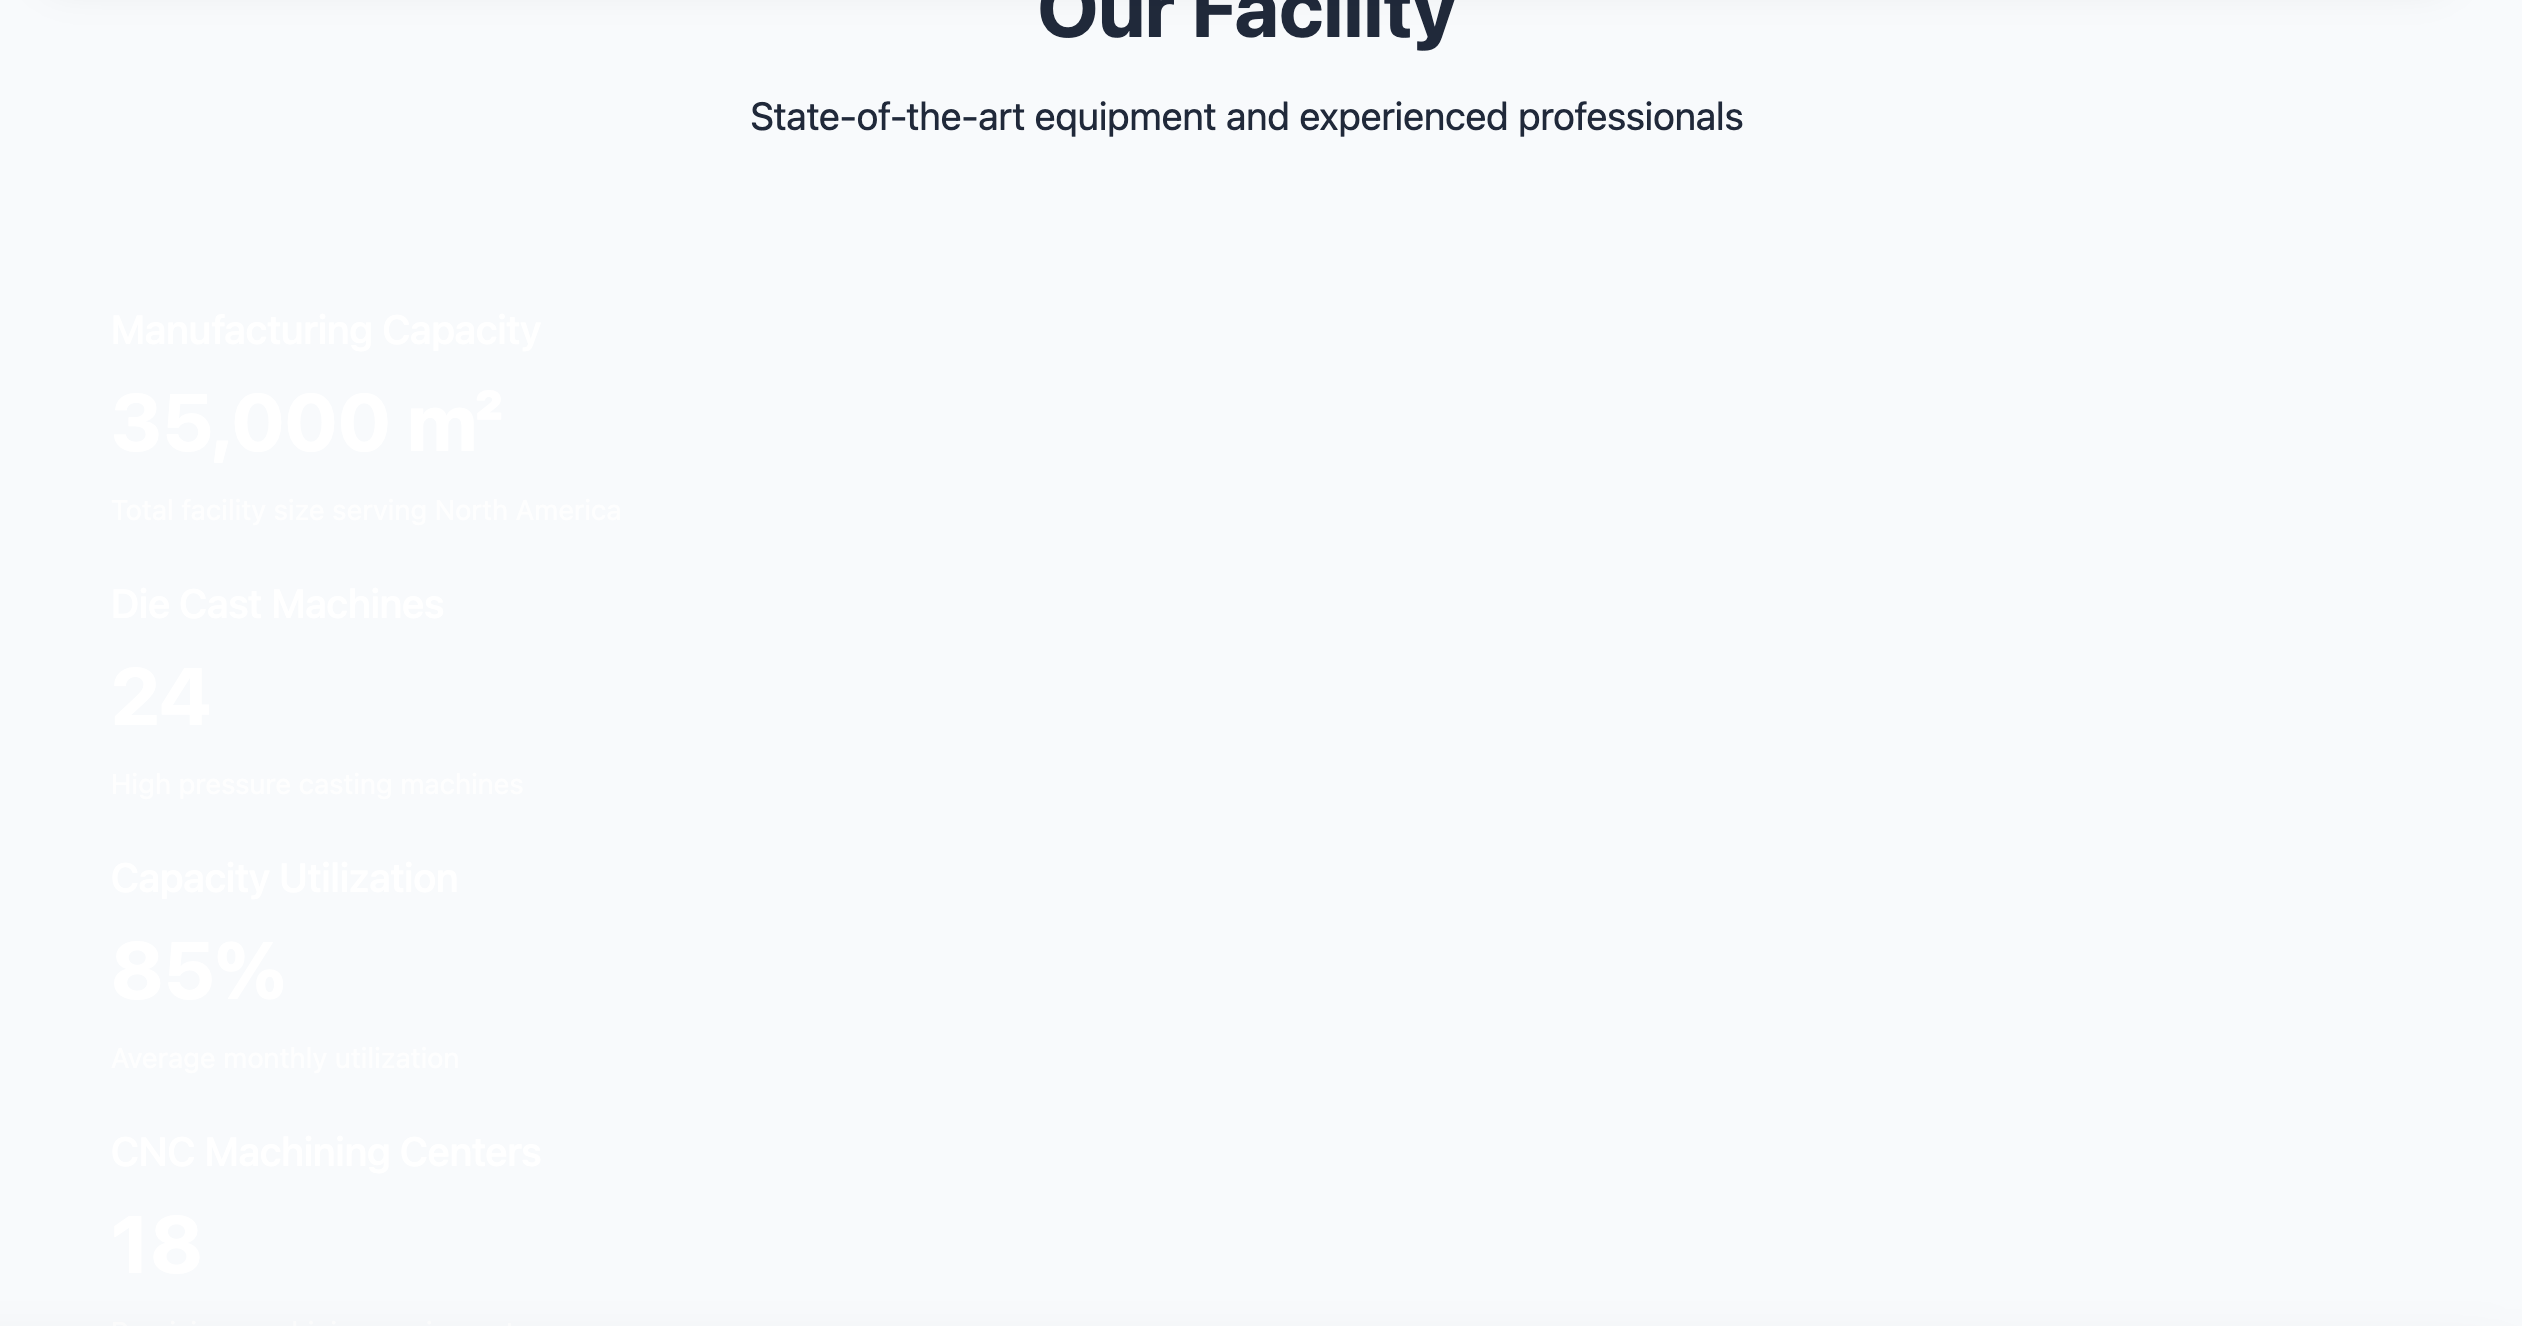 Our Facility
State-of-the-art equipment and experienced professionals
Manufacturing Capacity
35,000 m²
Total facility size serving North America
Die Cast Machines
24
High pressure casting machines
Capacity Utilization
85%
Average monthly utilization
CNC Machining Centers
18